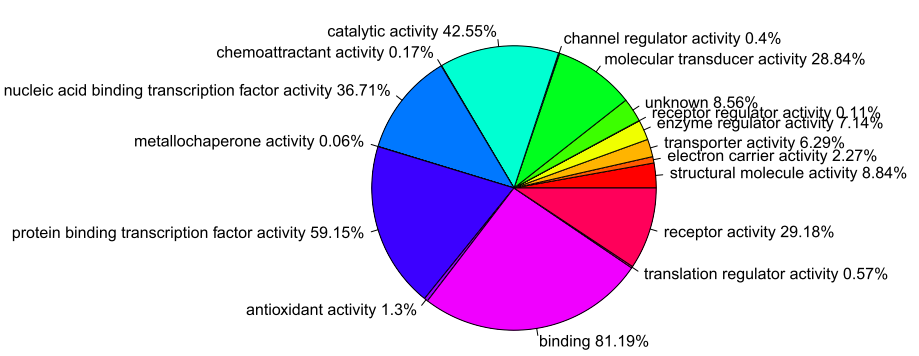 catalytic activity 42.55%
channel regulator activity 0.4%
chemoattractant activity 0.17%
molecular transducer activity 28.84%
nucleic acid binding transcription factor activity 36.71%
unknown 8.56%
receptor regulator activity 0.11%
enzyme regulator activity 7.14%
metallochaperone activity 0.06%
transporter activity 6.29%
electron carrier activity 2.27%
structural molecule activity 8.84%
protein binding transcription factor activity 59.15%
receptor activity 29.18%
translation regulator activity 0.57%
antioxidant activity 1.3%
binding 81.19%